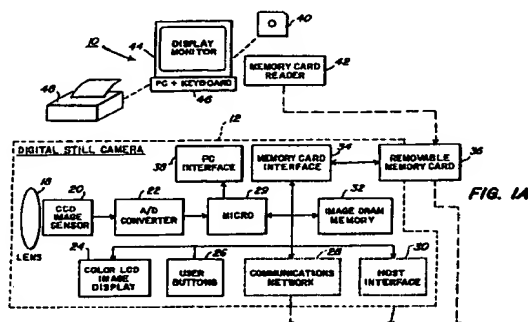 10
44
DISPLAY
MONITOR
40
MEMORY CARD
READER
42
PC + KEYBOARD
46
48
12
DIGITAL STILL CAMERA
38
PC
INTERFACE
MEMORY CARD
INTERFACE
34
REMOVABLE
MEMORY CARD
36
FIG. 1A
18
LENS
20
CCD
IMAGE
SENSOR
22
A/D
CONVERTER
29
MICRO
32
IMAGE DRAM
MEMORY
24
COLOR LCD
IMAGE
DISPLAY
26
USER
BUTTONS
28
COMMUNICATIONS
NETWORK
30
HOST
INTERFACE